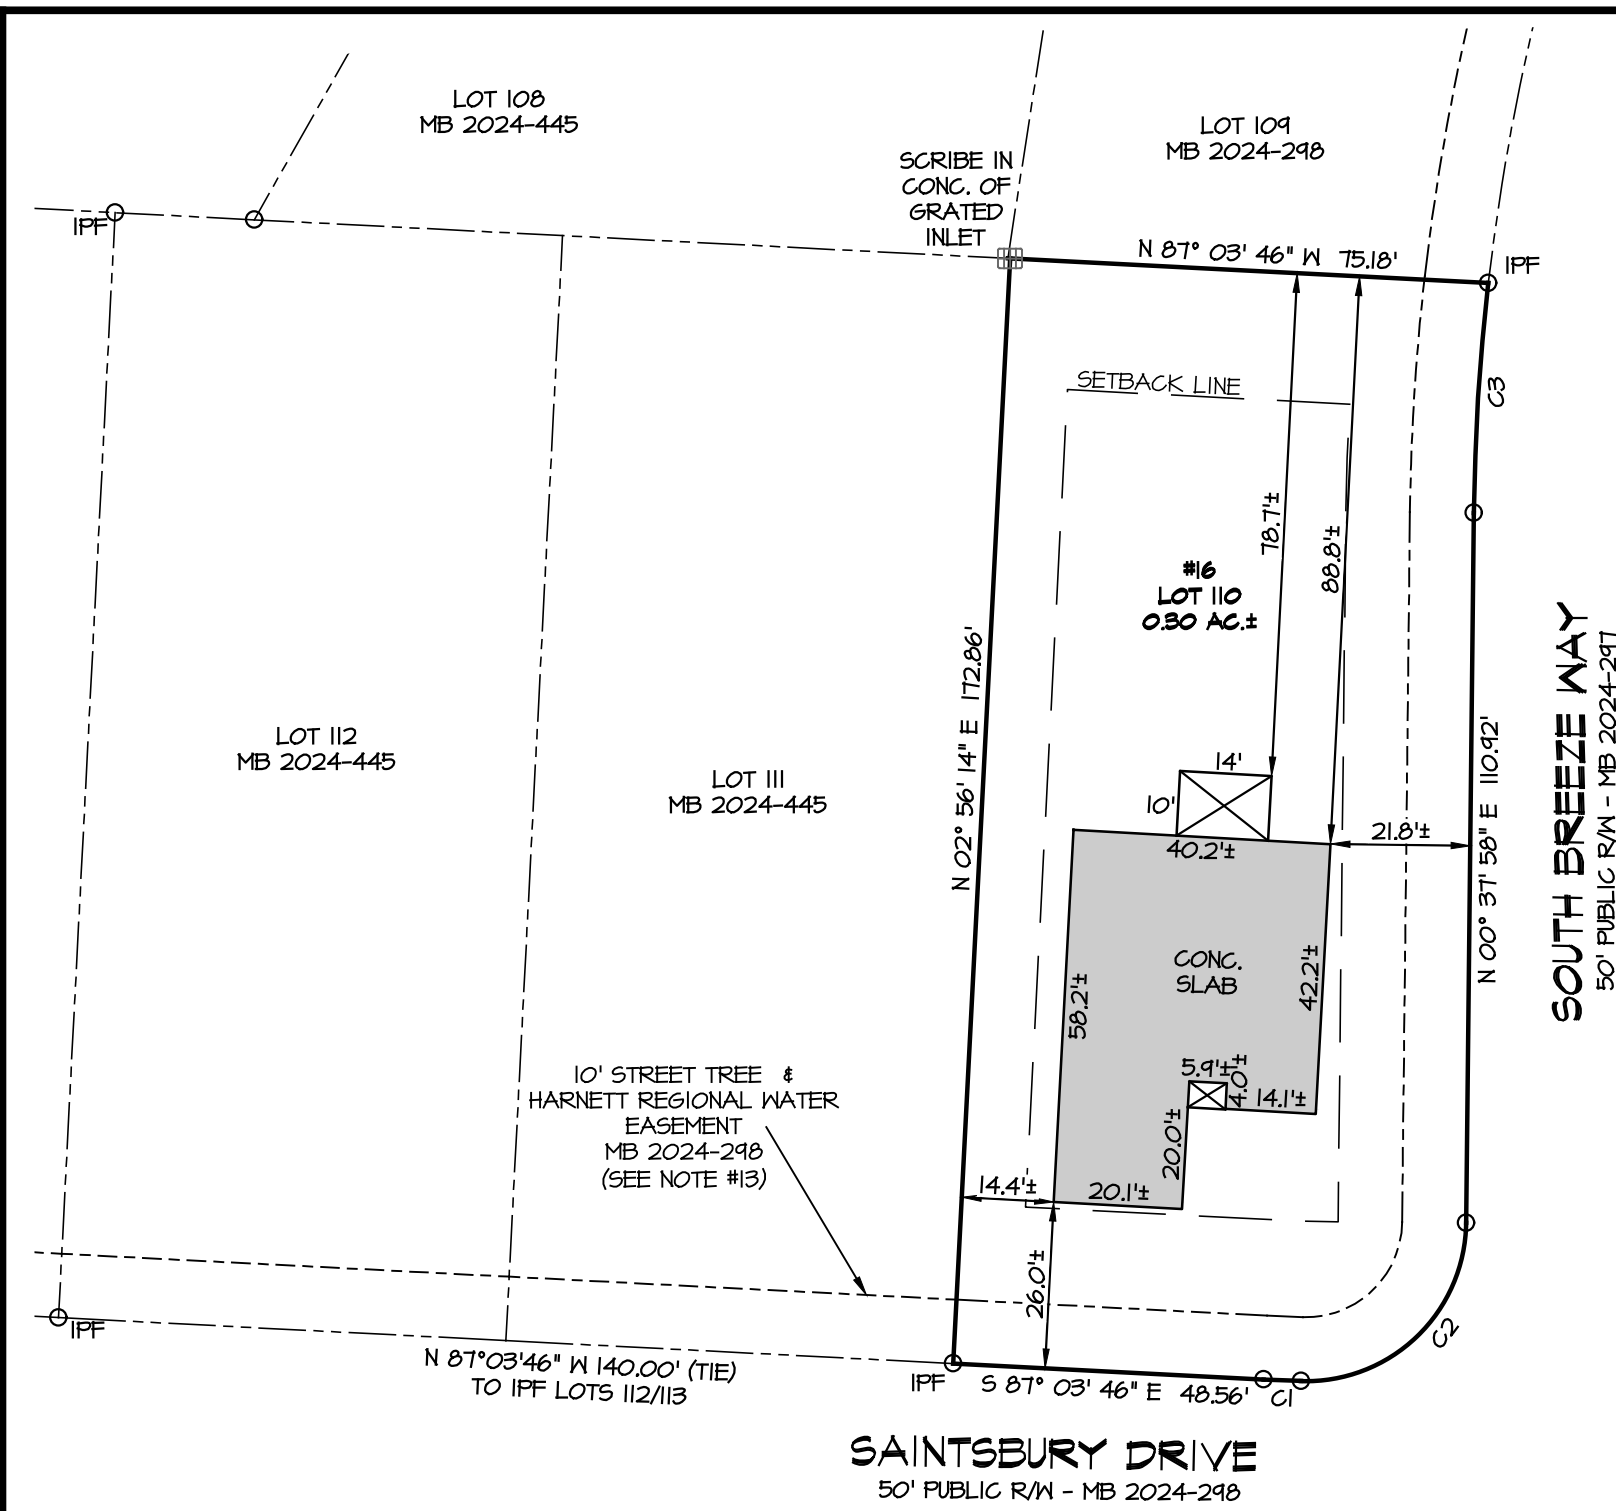 LOT 108
MB 2024-445
LOT 109
MB 2024-298
SCRIBE IN
CONC. OF
GRATED
INLET
IPF
N 87° 03' 46" W 75.18'
IPF
SETBACK LINE
C3
78.7'±
88.8'±
#16
LOT 110
0.30 AC.±
N 02° 56' 14" E 172.86'
SOUTH BREEZE WAY
50' PUBLIC R/W - MB 2024-297
N 00° 37' 58" E 110.92'
LOT 112
MB 2024-445
LOT 111
MB 2024-445
14'
10'
40.2'±
21.8'±
CONC.
SLAB
58.2'±
42.2'±
5.9'±
4.0'±
14.1'±
20.0'±
10' STREET TREE &
HARNETT REGIONAL WATER
EASEMENT
MB 2024-298
(SEE NOTE #13)
14.4'±
20.1'±
26.0'±
IPF
C2
N 87°03'46" W 140.00' (TIE)
TO IPF LOTS 112/113
IPF
S 87° 03' 46" E 48.56'
C1
SAINTSBURY DRIVE
50' PUBLIC R/W - MB 2024-298